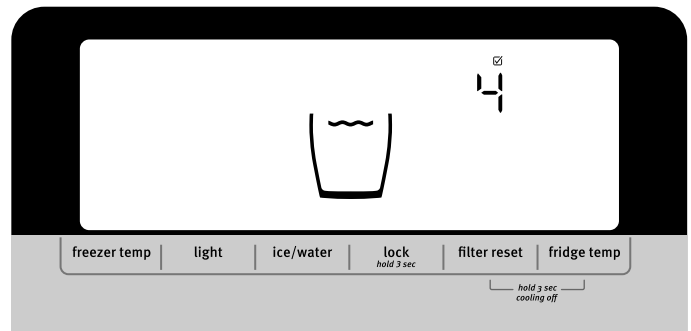 4
freezer temp light ice/water lock filter reset fridge temp
hold 3 sec
hold 3 sec
cooling off